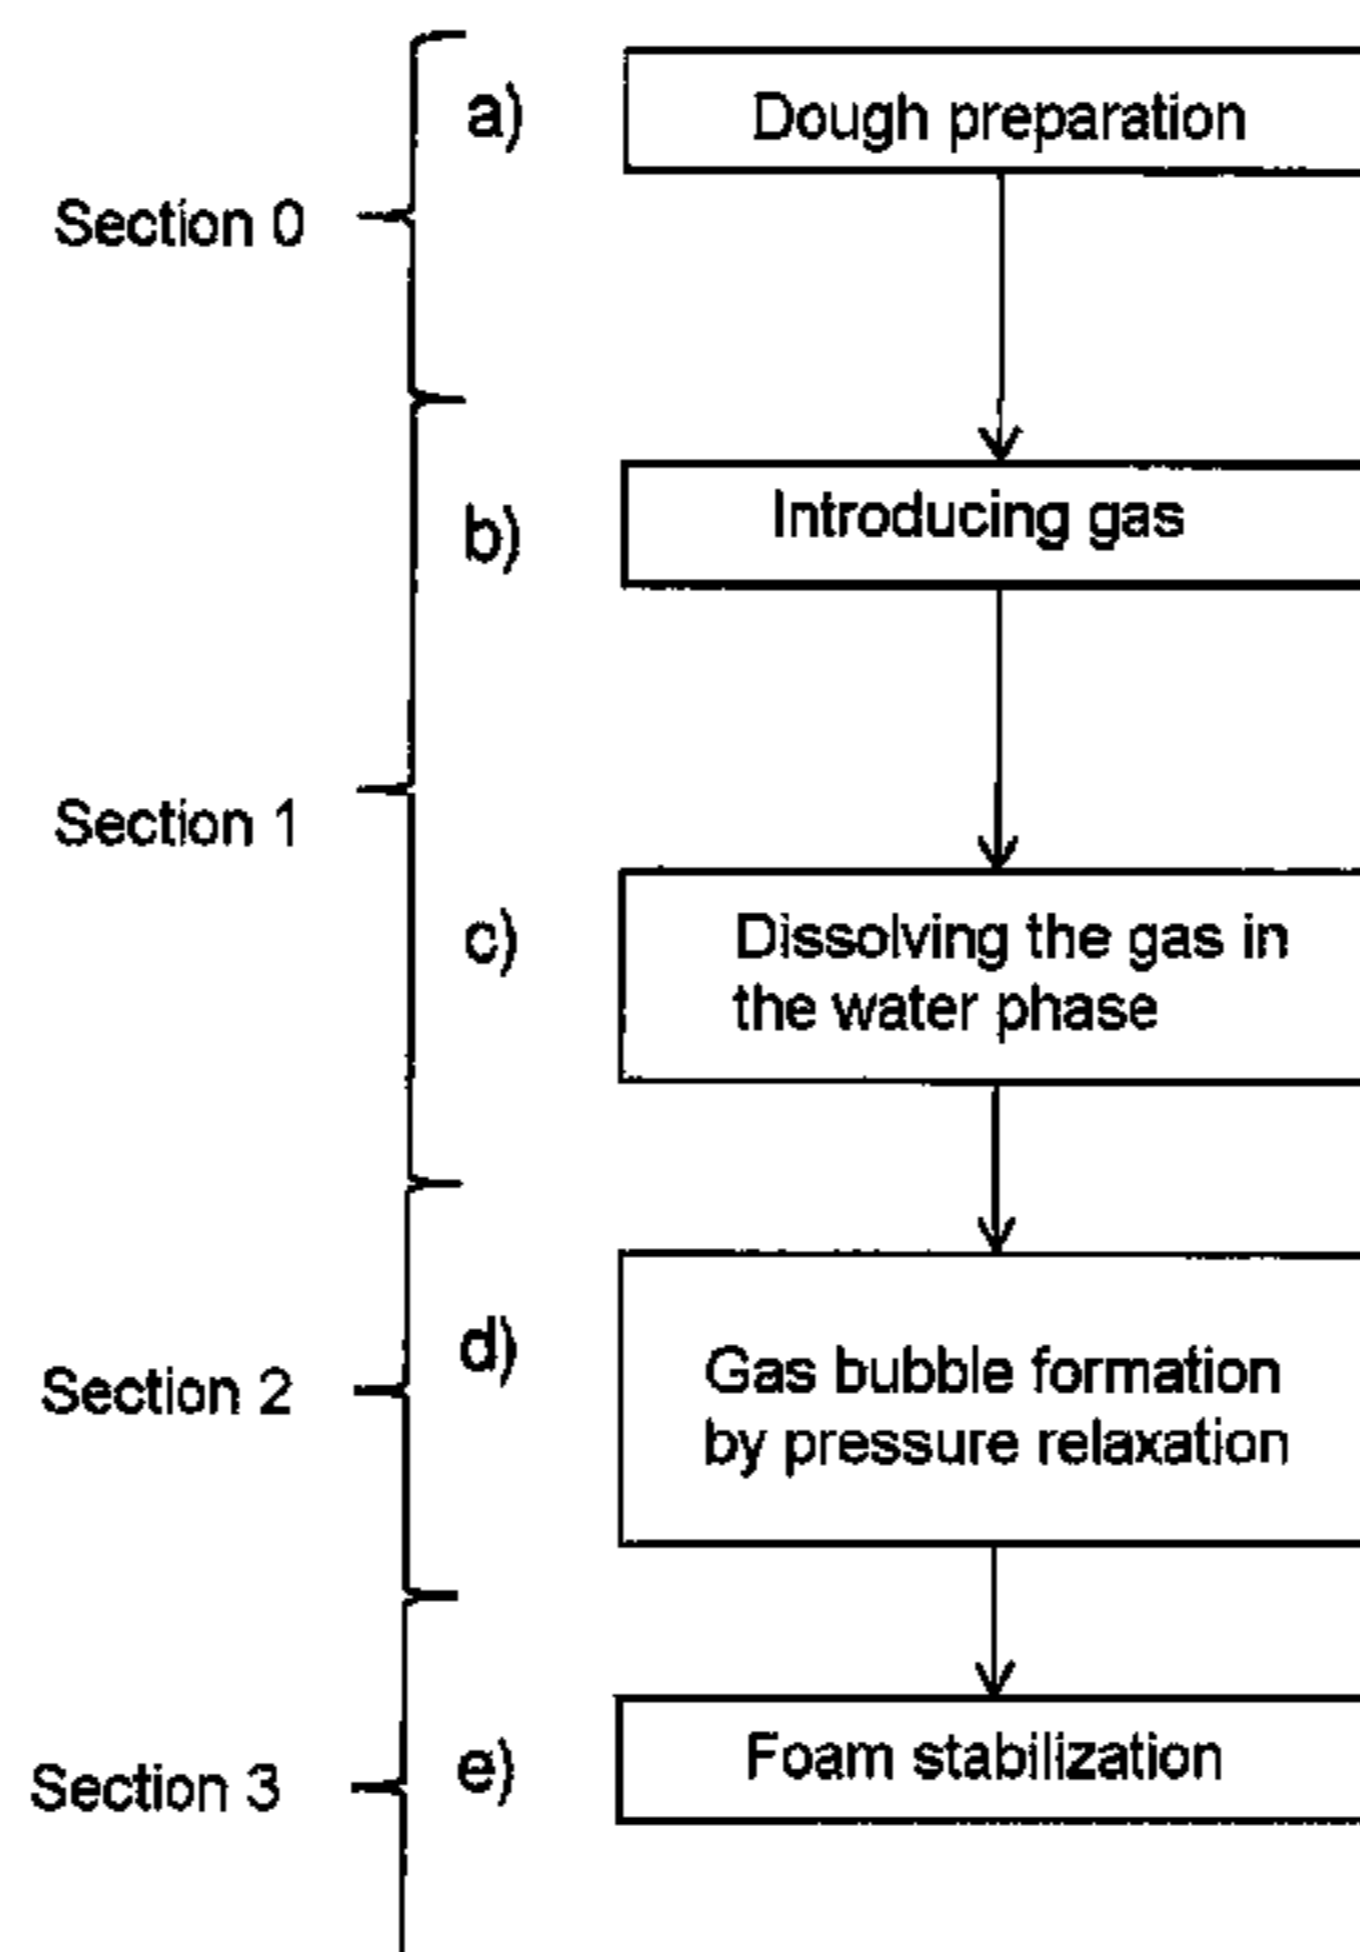 a)
Dough preparation
Section 0
b)
Introducing gas
Section 1
c)
Dissolving the gas in
the water phase
d)
Gas bubble formation
by pressure relaxation
Section 2
e)
Foam stabilization
Section 3